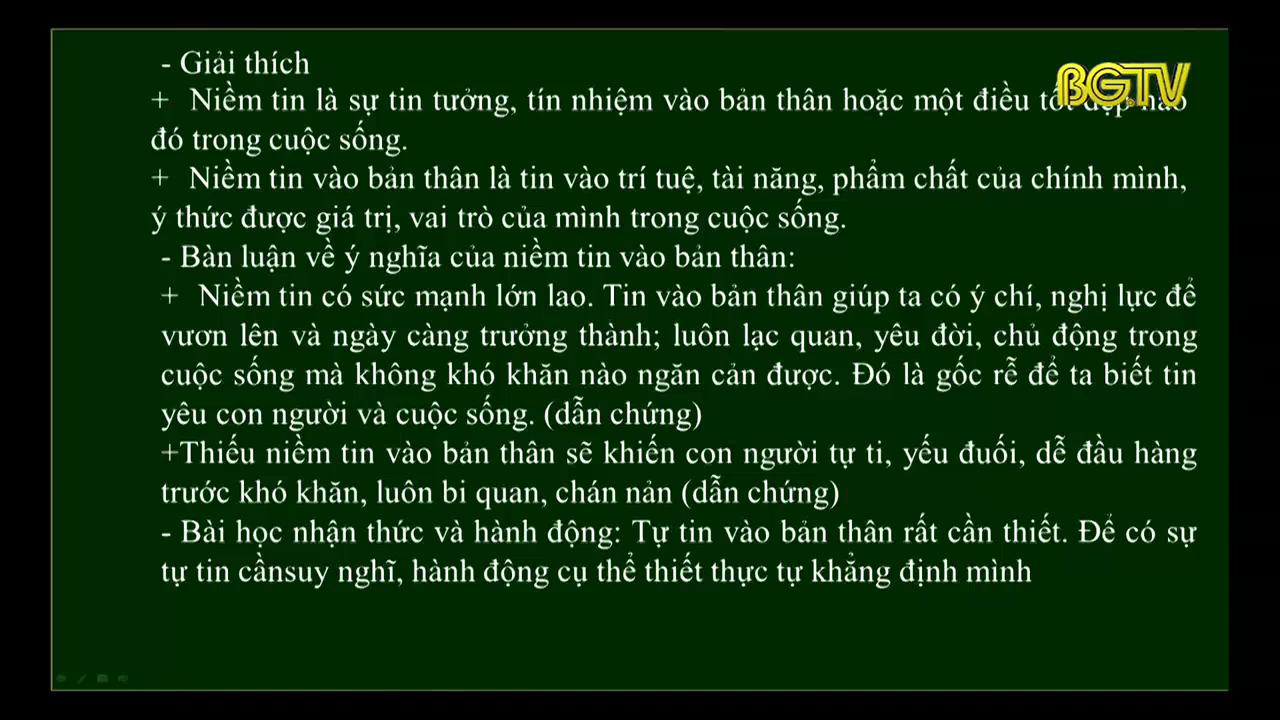 - Giải thích
BGTV
+ Niềm tin là sự tin tưởng, tín nhiệm vào bản thân hoặc một điều tốt đẹp nào
đó trong cuộc sống.
+ Niềm tin vào bản thân là tin vào trí tuệ, tài năng, phẩm chất của chính mình,
ý thức được giá trị, vai trò của mình trong cuộc sống.
- Bàn luận về ý nghĩa của niềm tin vào bản thân:
+ Niềm tin có sức mạnh lớn lao. Tin vào bản thân giúp ta có ý chí, nghị lực để
vươn lên và ngày càng trưởng thành; luôn lạc quan, yêu đời, chủ động trong
cuộc sống mà không khó khăn nào ngăn cản được. Đó là gốc rễ để ta biết tin
yêu con người và cuộc sống. (dẫn chứng)
+Thiếu niềm tin vào bản thân sẽ khiến con người tự ti, yếu đuối, dễ đầu hàng
trước khó khăn, luôn bi quan, chán nản (dẫn chứng)
- Bài học nhận thức và hành động: Tự tin vào bản thân rất cần thiết. Để có sự
tự tin cầnsuy nghĩ, hành động cụ thể thiết thực tự khẳng định mình